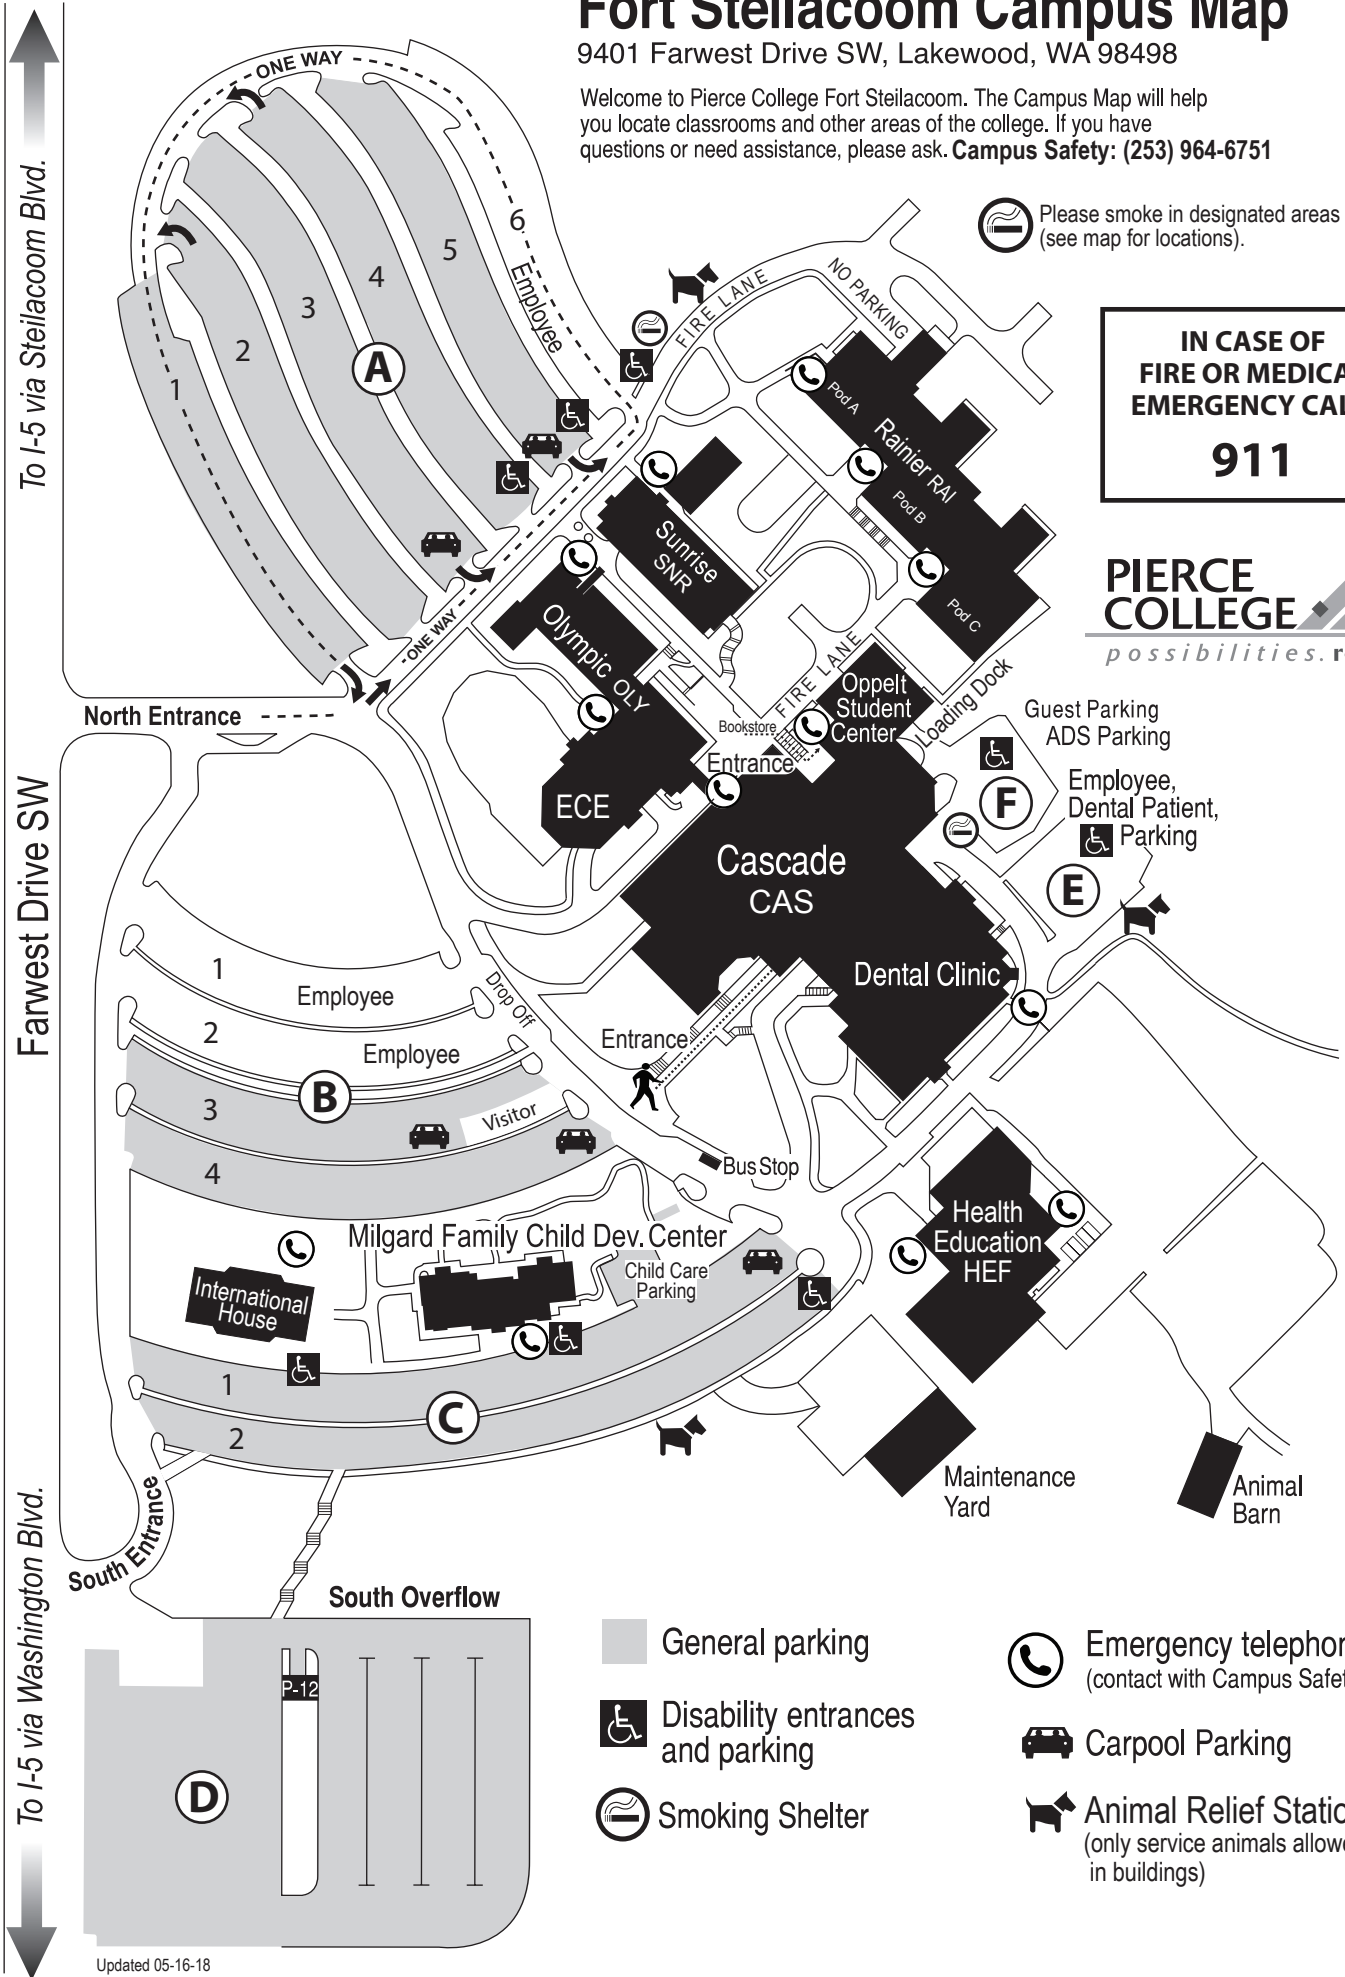 Fort Steilacoom Campus Map
9401 Farwest Drive SW, Lakewood, WA 98498
Welcome to Pierce College Fort Steilacoom. The Campus Map will help
you locate classrooms and other areas of the college. If you have
questions or need assistance, please ask. Campus Safety: (253) 964-6751
Please smoke in designated areas
(see map for locations).
IN CASE OF
FIRE OR MEDICA
EMERGENCY CAL
911
PIERCE
COLLEGE
possibilities. r
To I-5 via Steilacoom Blvd.
Farwest Drive SW
To I-5 via Washington Blvd.
ONE WAY
1
2
3
4
5
6
Employee
A
ONE WAY
North Entrance
FIRE LANE
NO PARKING
Pod A
Rainier RAI
Pod B
Pod C
Sunrise
SNR
Olympic OLY
ECE
FIRE LANE
Bookstore
Entrance
Oppelt
Student
Center
Loading Dock
Guest Parking
ADS Parking
F
Employee,
Dental Patient,
Parking
E
Cascade
CAS
Dental Clinic
Drop Off
Entrance
1
Employee
2
Employee
B
3
Visitor
4
Bus Stop
Milgard Family Child Dev. Center
Child Care
Parking
International
House
Health
Education
HEF
1
C
2
Maintenance
Yard
Animal
Barn
South Entrance
South Overflow
P-12
D
General parking
Disability entrances
and parking
Smoking Shelter
Emergency telephon
(contact with Campus Safet
Carpool Parking
Animal Relief Statio
(only service animals allowe
in buildings)
Updated 05-16-18